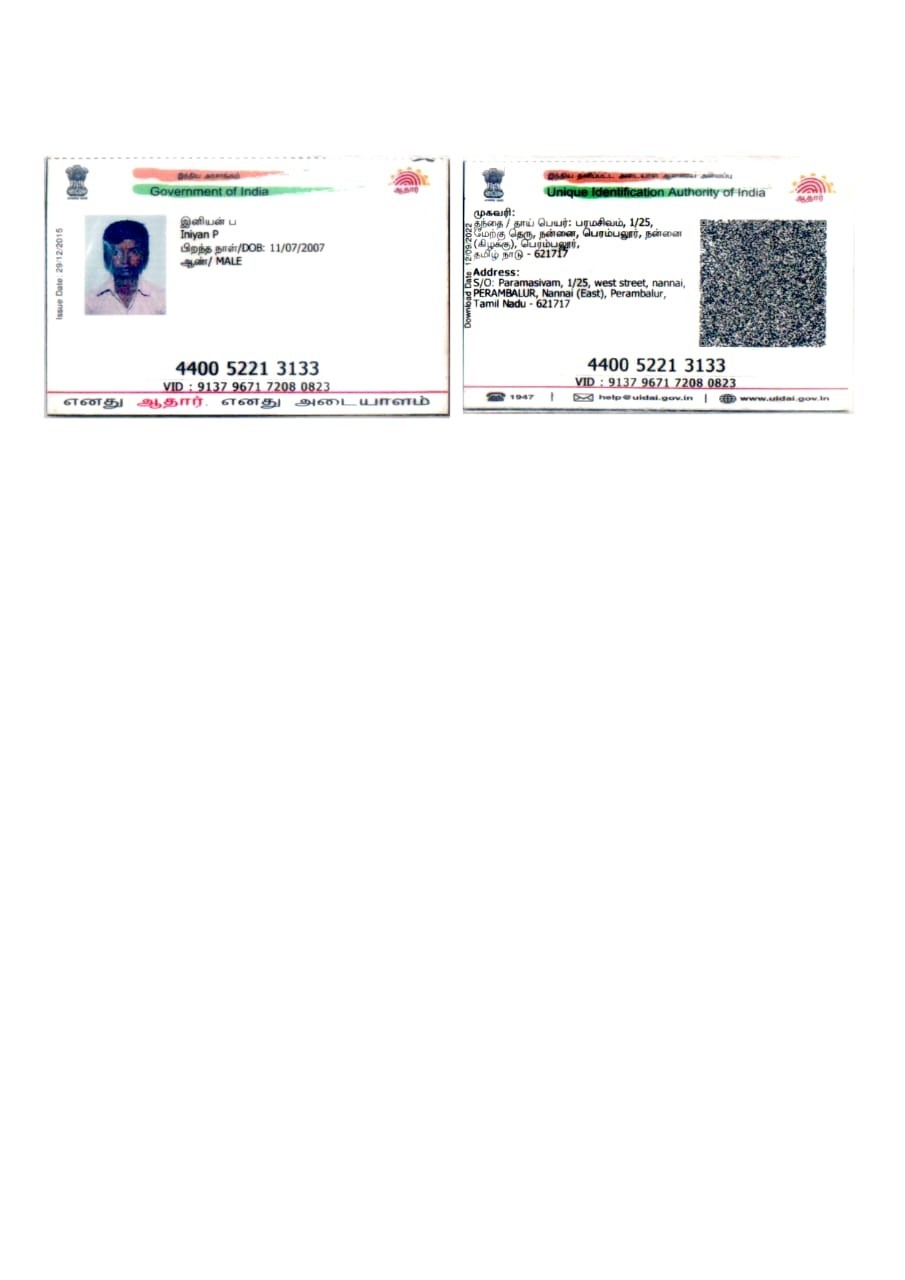 இந்திய அரசாங்கம்
Government of India
Issue Date: 29/12/2015
இனியன் ப
Iniyan P
பிறந்த நாள்/DOB: 11/07/2007
ஆண்/ MALE
4400 5221 3133
VID : 9137 9671 7208 0823
எனது ஆதார், எனது அடையாளம்
இந்திய தனிப்பட்ட அடையாள ஆணைய அமைப்பு
Unique Identification Authority of India
ஆதார்
Download Date: 12/09/2022
முகவரி:
தந்தை / தாய் பெயர்: பரமசிவம், 1/25,
மேற்கு தெரு, நன்னை, பெரம்பலூர், நன்னை
(கிழக்கு), பெரம்பலூர்,
தமிழ் நாடு - 621717
Address:
S/O: Paramasivam, 1/25, west street, nannai,
PERAMBALUR, Nannai (East), Perambalur,
Tamil Nadu - 621717
4400 5221 3133
VID : 9137 9671 7208 0823
1947 | help@uidai.gov.in | www.uidai.gov.in